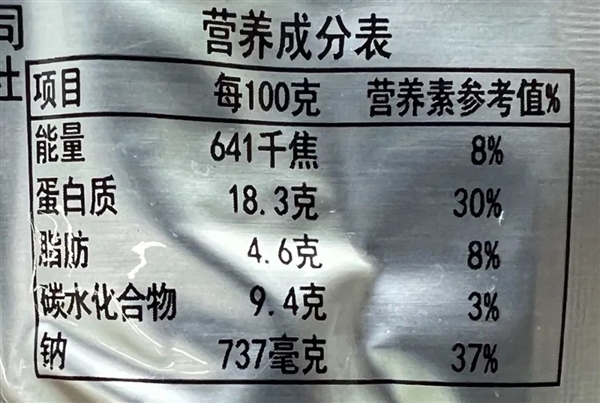 司
社
营养成分表
项目 每100克 营养素参考值%
能量 641千焦 8%
蛋白质 18.3克 30%
脂肪 4.6克 8%
碳水化合物 9.4克 3%
钠 737毫克 37%